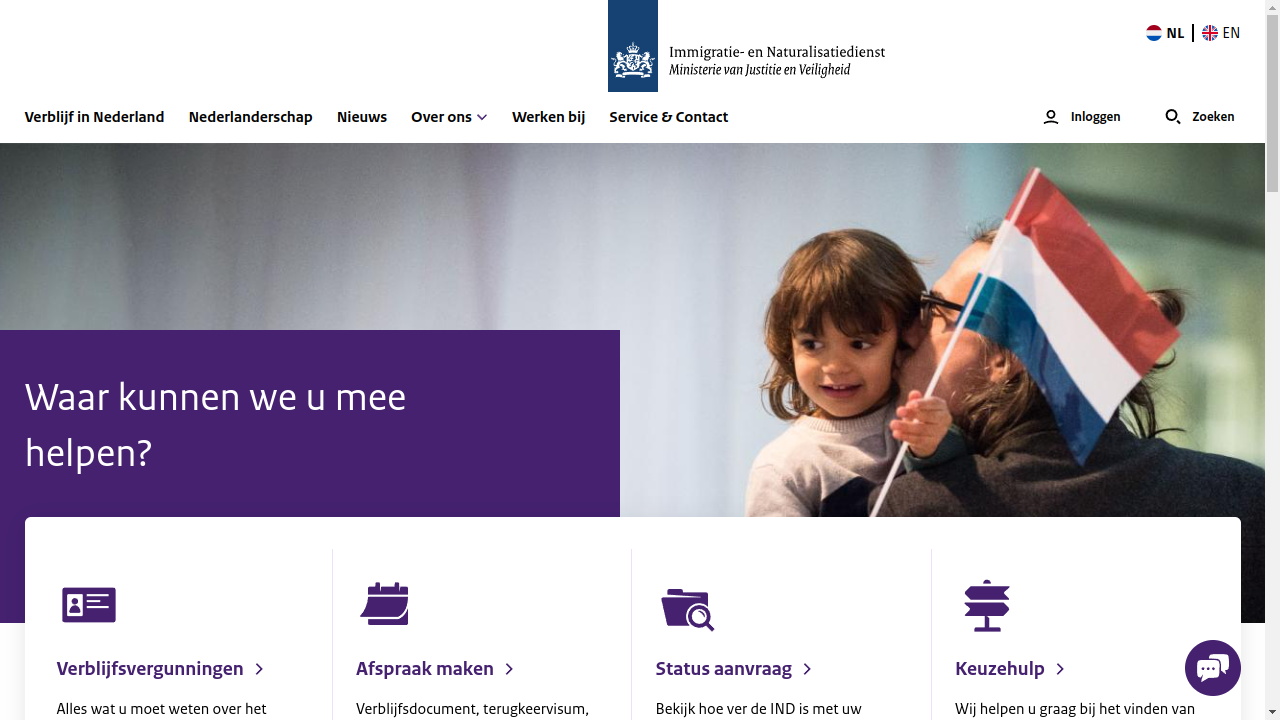 NL
EN
Immigratie- en Naturalisatiedienst
Ministerie van Justitie en Veiligheid
Verblijf in Nederland
Nederlanderschap
Nieuws
Over ons
Werken bij
Service & Contact
Inloggen
Zoeken
Waar kunnen we u mee
helpen?
Verblijfsvergunningen
Alles wat u moet weten over het
Afspraak maken
Verblijfsdocument, terugkeervisum,
Status aanvraag
Bekijk hoe ver de IND is met uw
Keuzehulp
Wij helpen u graag bij het vinden van